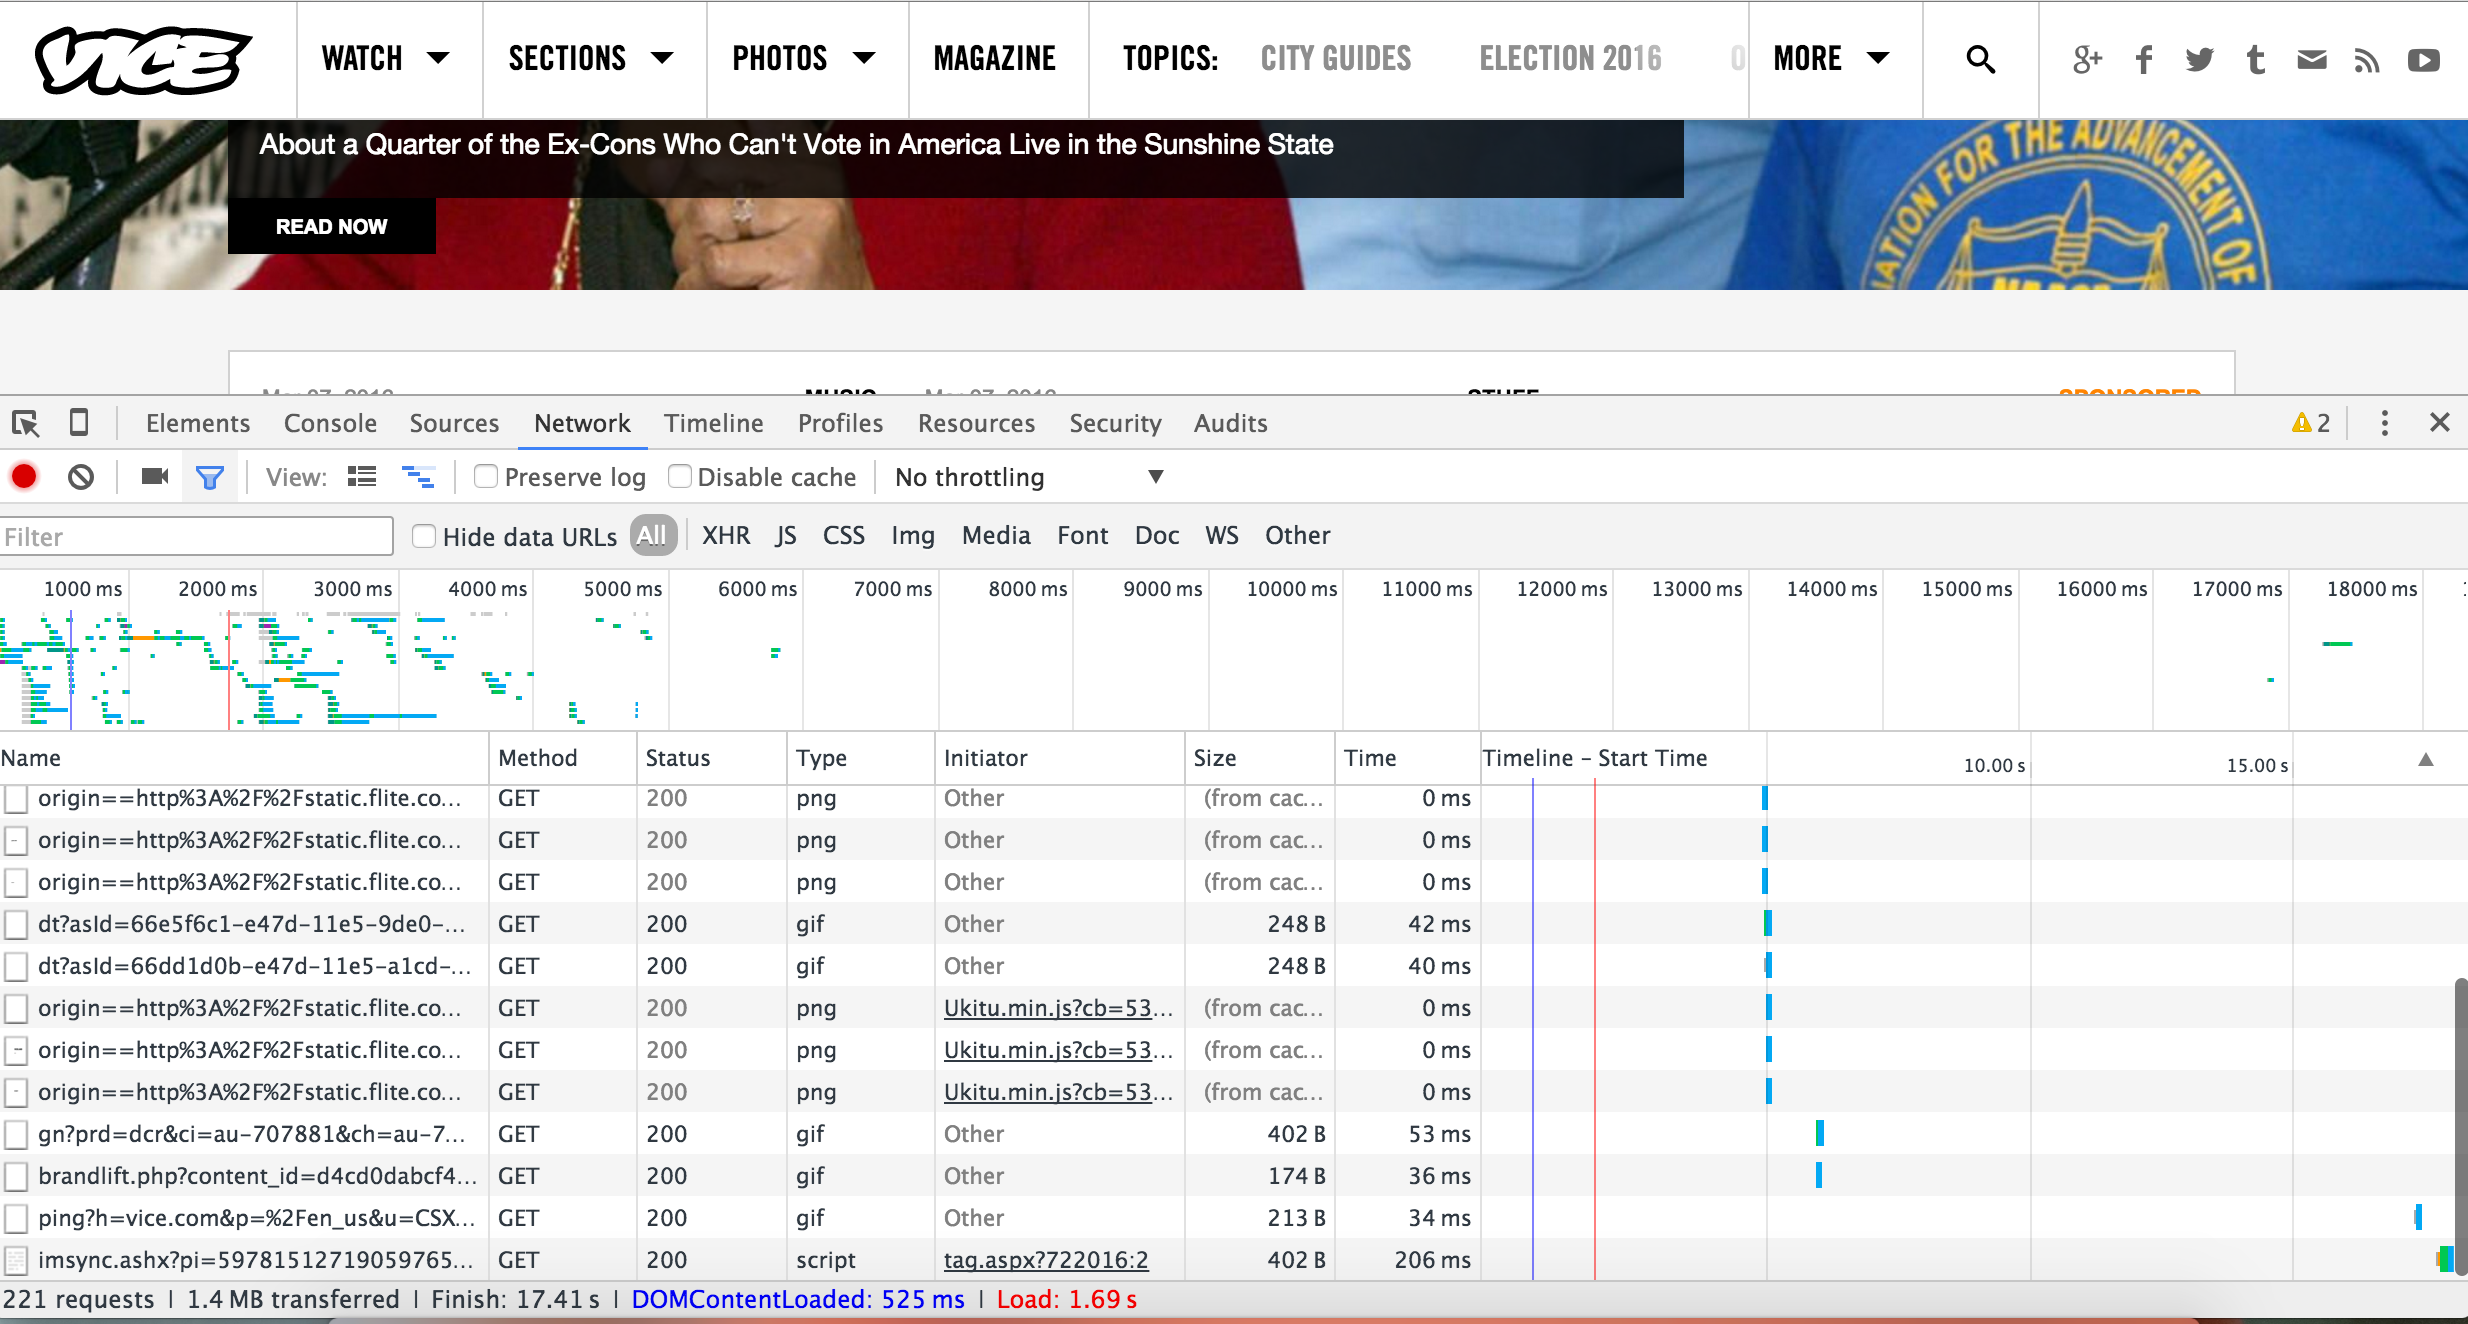 VICE WATCH SECTIONS PHOTOS MAGAZINE TOPICS: CITY GUIDES ELECTION 2016 MORE
About a Quarter of the Ex-Cons Who Can't Vote in America Live in the Sunshine State
READ NOW
IATION FOR THE ADVANCEMENT OF
Mar 07, 2016 MUSIC Mar 07, 2016 STUFF SPONSORED
Elements Console Sources Network Timeline Profiles Resources Security Audits 2
View: Preserve log Disable cache No throttling
Filter Hide data URLs All XHR JS CSS Img Media Font Doc WS Other
1000 ms 2000 ms 3000 ms 4000 ms 5000 ms 6000 ms 7000 ms 8000 ms 9000 ms 10000 ms 11000 ms 12000 ms 13000 ms 14000 ms 15000 ms 16000 ms 17000 ms 18000 ms
Name Method Status Type Initiator Size Time Timeline – Start Time 10.00 s 15.00 s
origin==http%3A%2F%2Fstatic.flite.co... GET 200 png Other (from cac... 0 ms
origin==http%3A%2F%2Fstatic.flite.co... GET 200 png Other (from cac... 0 ms
origin==http%3A%2F%2Fstatic.flite.co... GET 200 png Other (from cac... 0 ms
dt?asId=66e5f6c1-e47d-11e5-9de0-... GET 200 gif Other 248 B 42 ms
dt?asId=66dd1d0b-e47d-11e5-a1cd-... GET 200 gif Other 248 B 40 ms
origin==http%3A%2F%2Fstatic.flite.co... GET 200 png Ukitu.min.js?cb=53... (from cac... 0 ms
origin==http%3A%2F%2Fstatic.flite.co... GET 200 png Ukitu.min.js?cb=53... (from cac... 0 ms
origin==http%3A%2F%2Fstatic.flite.co... GET 200 png Ukitu.min.js?cb=53... (from cac... 0 ms
gn?prd=dcr&ci=au-707881&ch=au-7... GET 200 gif Other 402 B 53 ms
brandlift.php?content_id=d4cd0dabcf4... GET 200 gif Other 174 B 36 ms
ping?h=vice.com&p=%2Fen_us&u=CSX... GET 200 gif Other 213 B 34 ms
imsync.ashx?pi=59781512719059765... GET 200 script tag.aspx?722016:2 402 B 206 ms
221 requests | 1.4 MB transferred | Finish: 17.41 s | DOMContentLoaded: 525 ms | Load: 1.69 s